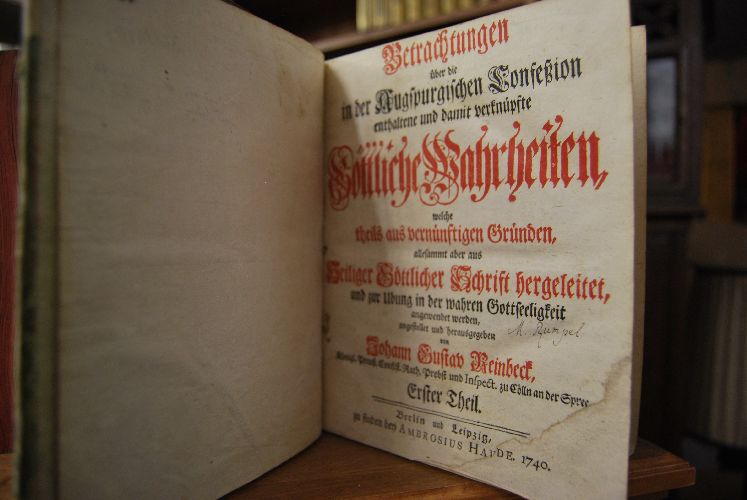 Betrachtungen
über die
in der Augspurgischen Confeßion
enthaltene und damit verknüpfte
Göttliche Wahrheiten,
welche
theils aus vernünftigen Gründen,
allesammt aber aus
Heiliger Göttlicher Schrift hergeleitet,
und zur Ubung in der wahren Gottseeligkeit
angewendet werden,
angestellet und herausgegeben
von
M. Rumpel.
Johann Gustav Reinbeck,
Königl. Preuß. Consist. Rath, Probst und Inspect. zu Cölln an der Spree
Erster Theil.
Berlin und Leipzig,
zu finden bey AMBROSIUS HAUDE. 1740.